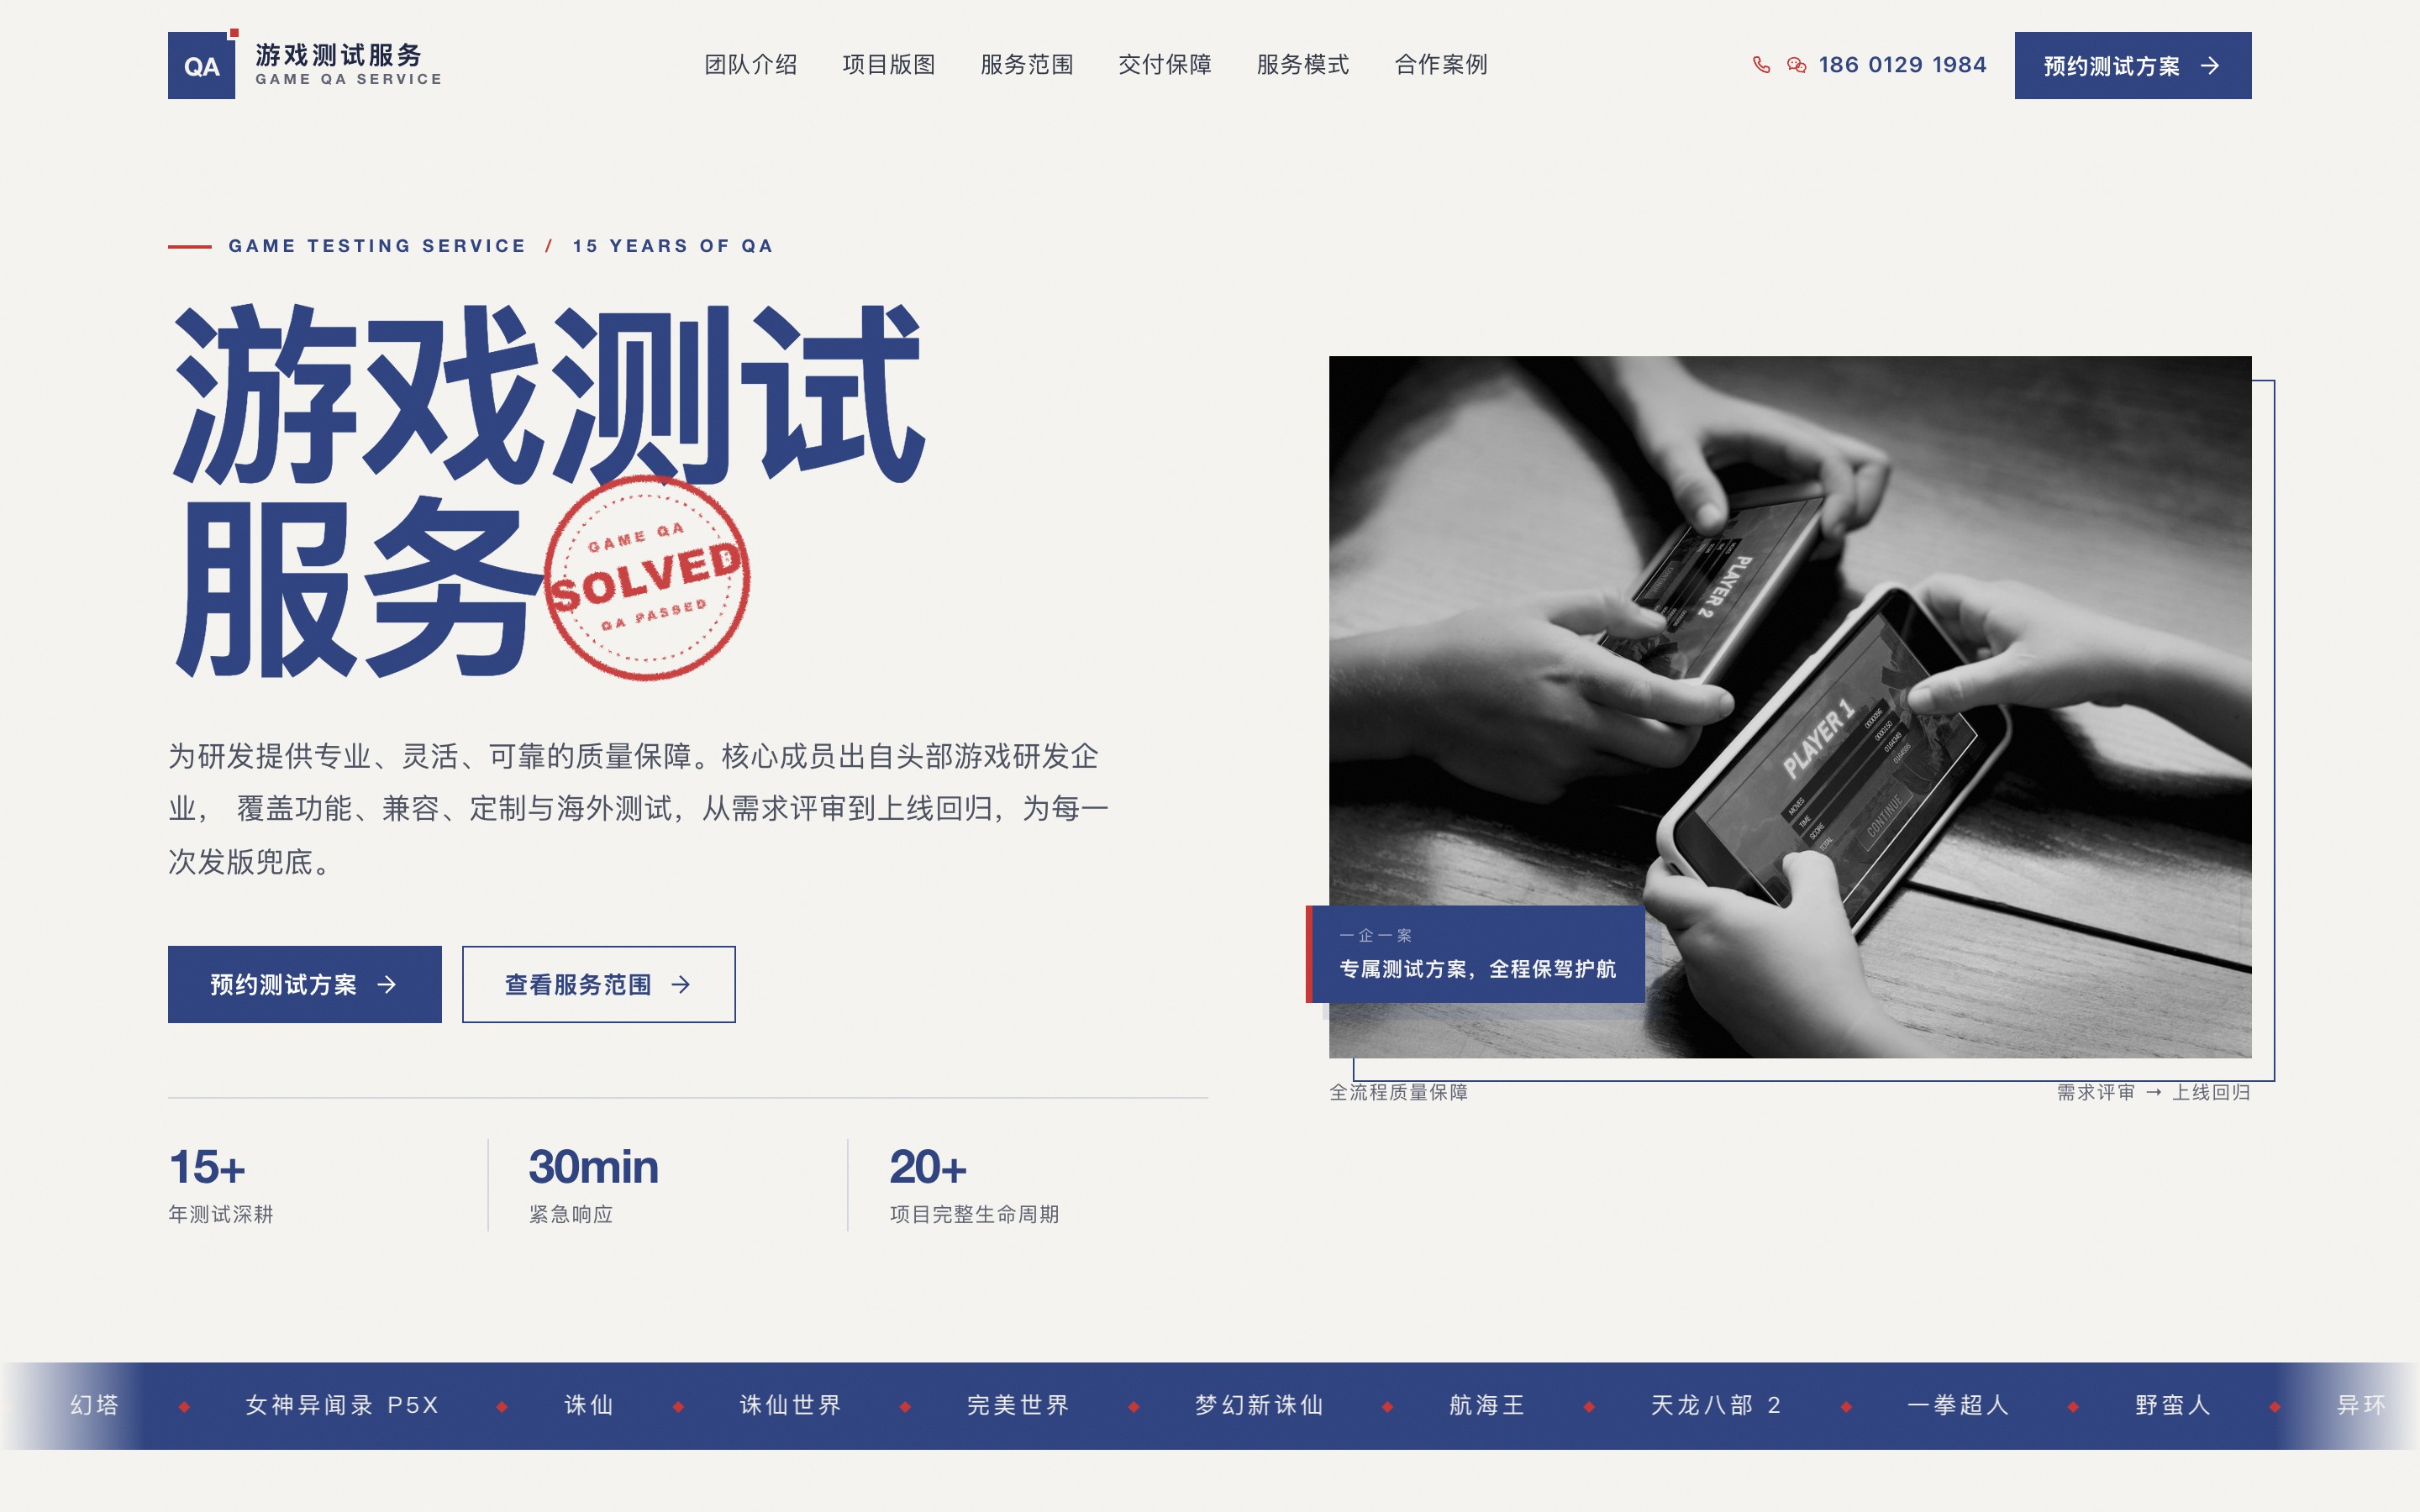 QA
游戏测试服务
GAME QA SERVICE
团队介绍 项目版图 服务范围 交付保障 服务模式 合作案例
186 0129 1984
预约测试方案 →
GAME TESTING SERVICE / 15 YEARS OF QA
游戏测试
服务
GAME QA
SOLVED
QA PASSED
为研发提供专业、灵活、可靠的质量保障。核心成员出自头部游戏研发企
业， 覆盖功能、兼容、定制与海外测试，从需求评审到上线回归，为每一
次发版兜底。
预约测试方案 →
查看服务范围 →
15+
年测试深耕
30min
紧急响应
20+
项目完整生命周期
PLAYER 2
PLAYER 1
MOVES
TIME
SCORE
TOTAL
CONTINUE
一企一案
专属测试方案，全程保驾护航
全流程质量保障
需求评审 → 上线回归
幻塔 ◆ 女神异闻录 P5X ◆ 诛仙 ◆ 诛仙世界 ◆ 完美世界 ◆ 梦幻新诛仙 ◆ 航海王 ◆ 天龙八部 2 ◆ 一拳超人 ◆ 野蛮人 ◆ 异环